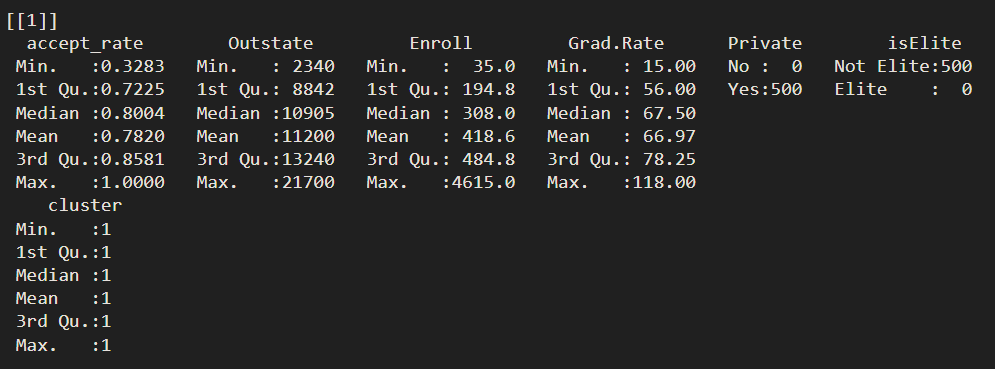 [[1]]
  accept_rate        Outstate         Enroll         Grad.Rate      Private        isElite
 Min.   :0.3283   Min.   : 2340   Min.   :  35.0   Min.   : 15.00   No :  0   Not Elite:500
 1st Qu.:0.7225   1st Qu.: 8842   1st Qu.: 194.8   1st Qu.: 56.00   Yes:500   Elite    :  0
 Median :0.8004   Median :10905   Median : 308.0   Median : 67.50
 Mean   :0.7820   Mean   :11200   Mean   : 418.6   Mean   : 66.97
 3rd Qu.:0.8581   3rd Qu.:13240   3rd Qu.: 484.8   3rd Qu.: 78.25
 Max.   :1.0000   Max.   :21700   Max.   :4615.0   Max.   :118.00
    cluster
 Min.   :1
 1st Qu.:1
 Median :1
 Mean   :1
 3rd Qu.:1
 Max.   :1